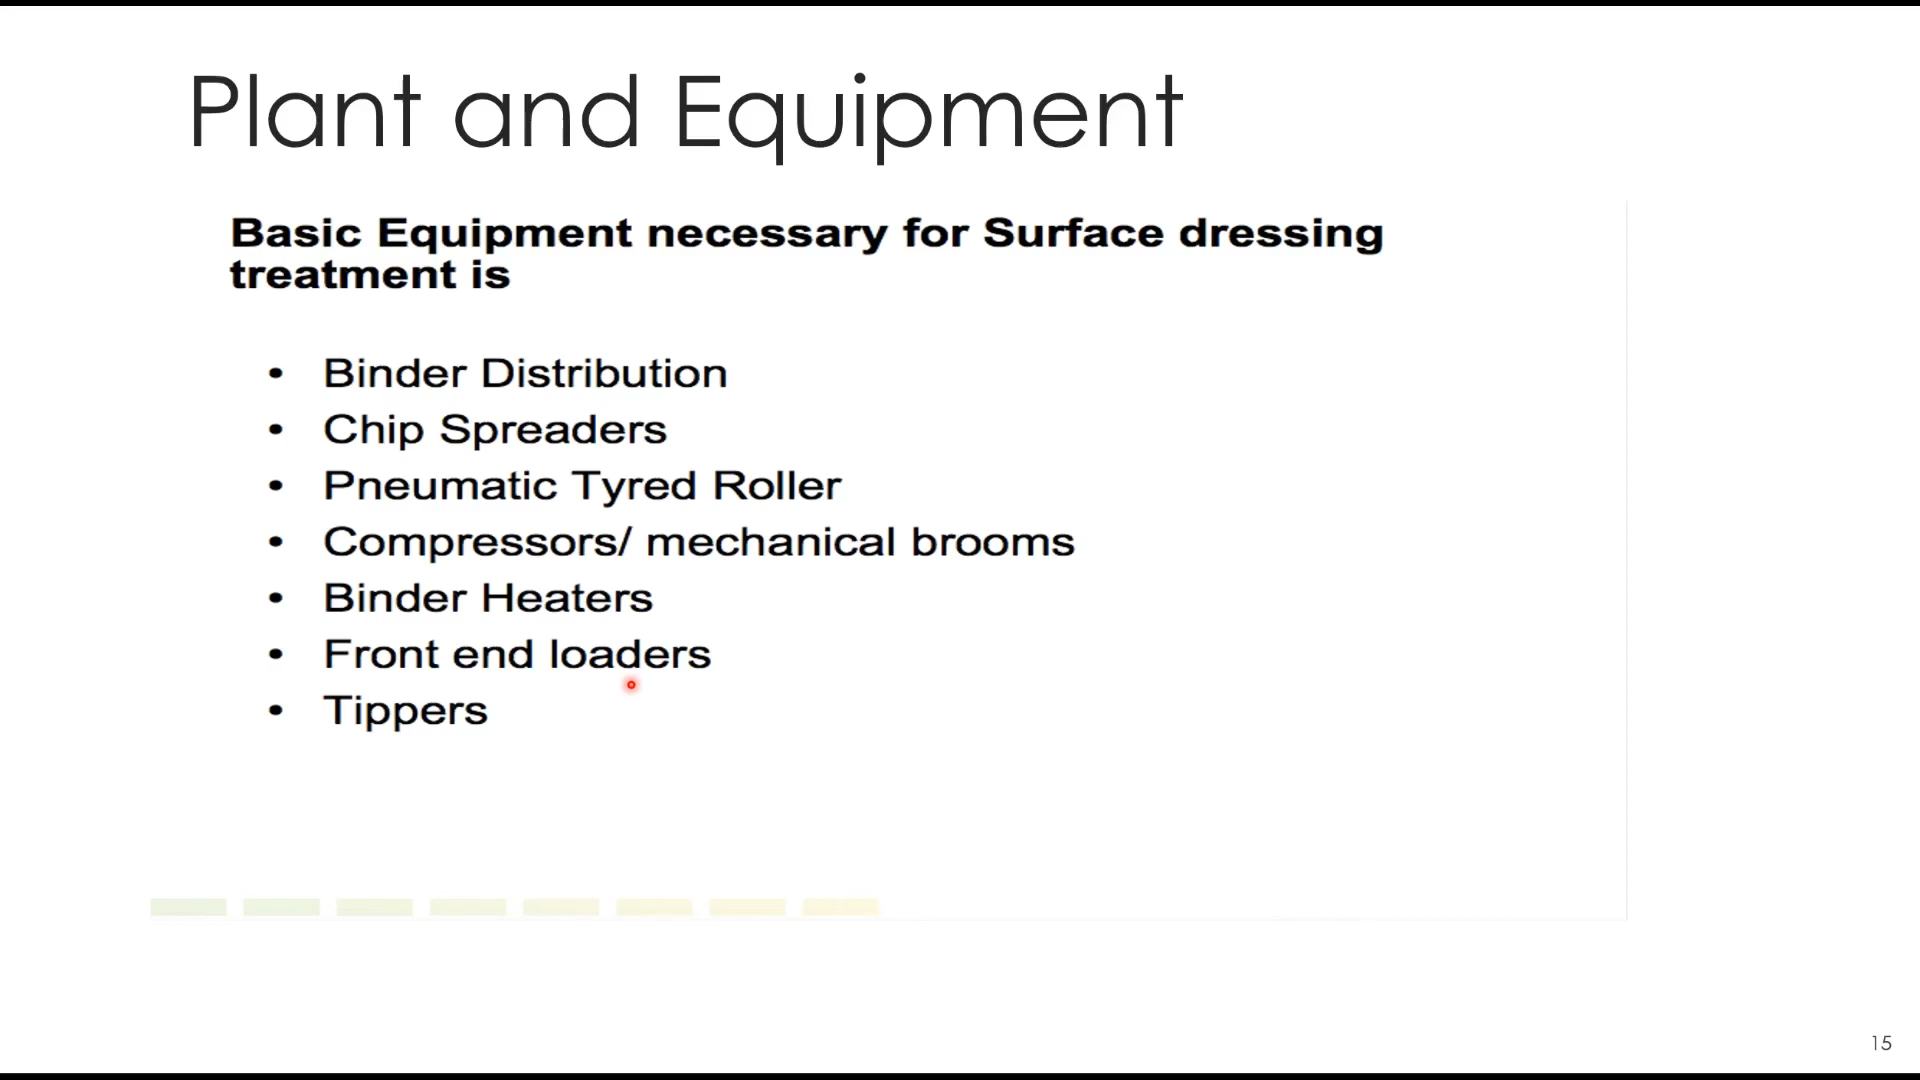 Plant and Equipment
Basic Equipment necessary for Surface dressing
treatment is
• Binder Distribution
• Chip Spreaders
• Pneumatic Tyred Roller
• Compressors/ mechanical brooms
• Binder Heaters
• Front end loaders
• Tippers
15